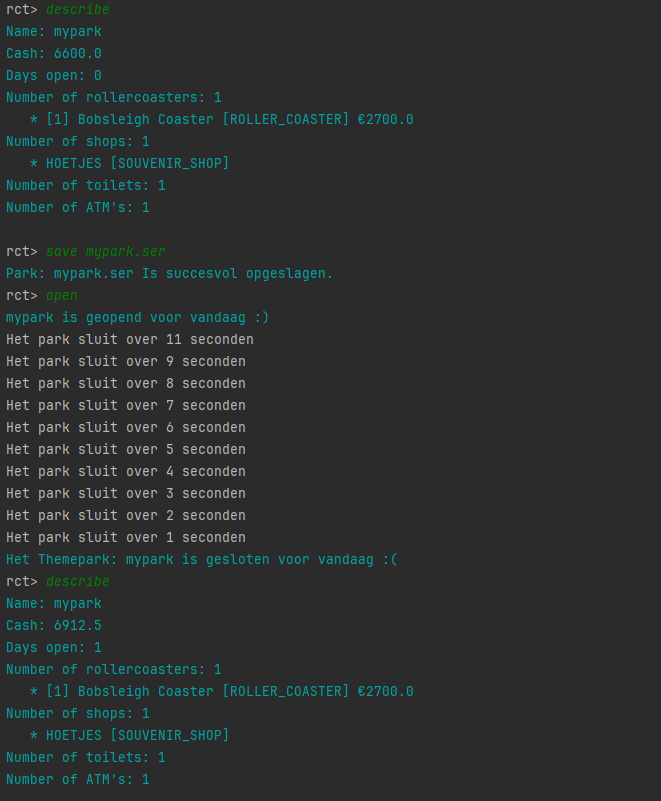 rct> describe
Name: mypark
Cash: 6600.0
Days open: 0
Number of rollercoasters: 1
* [1] Bobsleigh Coaster [ROLLER_COASTER] €2700.0
Number of shops: 1
* HOETJES [SOUVENIR_SHOP]
Number of toilets: 1
Number of ATM's: 1
rct> save mypark.ser
Park: mypark.ser Is succesvol opgeslagen.
rct> open
mypark is geopend voor vandaag :)
Het park sluit over 11 seconden
Het park sluit over 9 seconden
Het park sluit over 8 seconden
Het park sluit over 7 seconden
Het park sluit over 6 seconden
Het park sluit over 5 seconden
Het park sluit over 4 seconden
Het park sluit over 3 seconden
Het park sluit over 2 seconden
Het park sluit over 1 seconden
Het Themepark: mypark is gesloten voor vandaag :(
rct> describe
Name: mypark
Cash: 6912.5
Days open: 1
Number of rollercoasters: 1
* [1] Bobsleigh Coaster [ROLLER_COASTER] €2700.0
Number of shops: 1
* HOETJES [SOUVENIR_SHOP]
Number of toilets: 1
Number of ATM's: 1